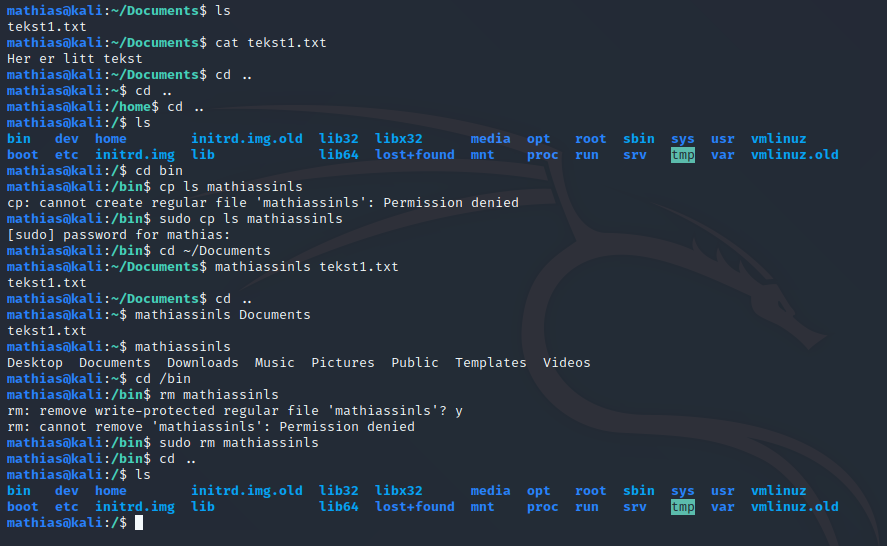 mathias@kali:~/Documents$ ls
tekst1.txt
mathias@kali:~/Documents$ cat tekst1.txt
Her er litt tekst
mathias@kali:~/Documents$ cd ..
mathias@kali:~$ cd ..
mathias@kali:/home$ cd ..
mathias@kali:/$ ls
bin   dev  home        initrd.img.old  lib32  libx32      media  opt   root  sbin  sys  usr  vmlinuz
boot  etc  initrd.img  lib             lib64  lost+found  mnt    proc  run   srv   tmp  var  vmlinuz.old
mathias@kali:/$ cd bin
mathias@kali:/bin$ cp ls mathiassinls
cp: cannot create regular file 'mathiassinls': Permission denied
mathias@kali:/bin$ sudo cp ls mathiasinls
[sudo] password for mathias:
mathias@kali:/bin$ cd ~/Documents
mathias@kali:~/Documents$ mathiassinls tekst1.txt
tekst1.txt
mathias@kali:~/Documents$ cd ..
mathias@kali:~$ mathiassinls Documents
tekst1.txt
mathias@kali:~$ mathiassinls
Desktop  Documents  Downloads  Music  Pictures  Public  Templates  Videos
mathias@kali:~$ cd /bin
mathias@kali:/bin$ rm mathiassinls
rm: remove write-protected regular file 'mathiassinls'? y
rm: cannot remove 'mathiassinls': Permission denied
mathias@kali:/bin$ sudo rm mathiassinls
mathias@kali:/bin$ cd ..
mathias@kali:/$ ls
bin   dev  home        initrd.img.old  lib32  libx32      media  opt   root  sbin  sys  usr  vmlinuz
boot  etc  initrd.img  lib             lib64  lost+found  mnt    proc  run   srv   tmp  var  vmlinuz.old
mathias@kali:/$